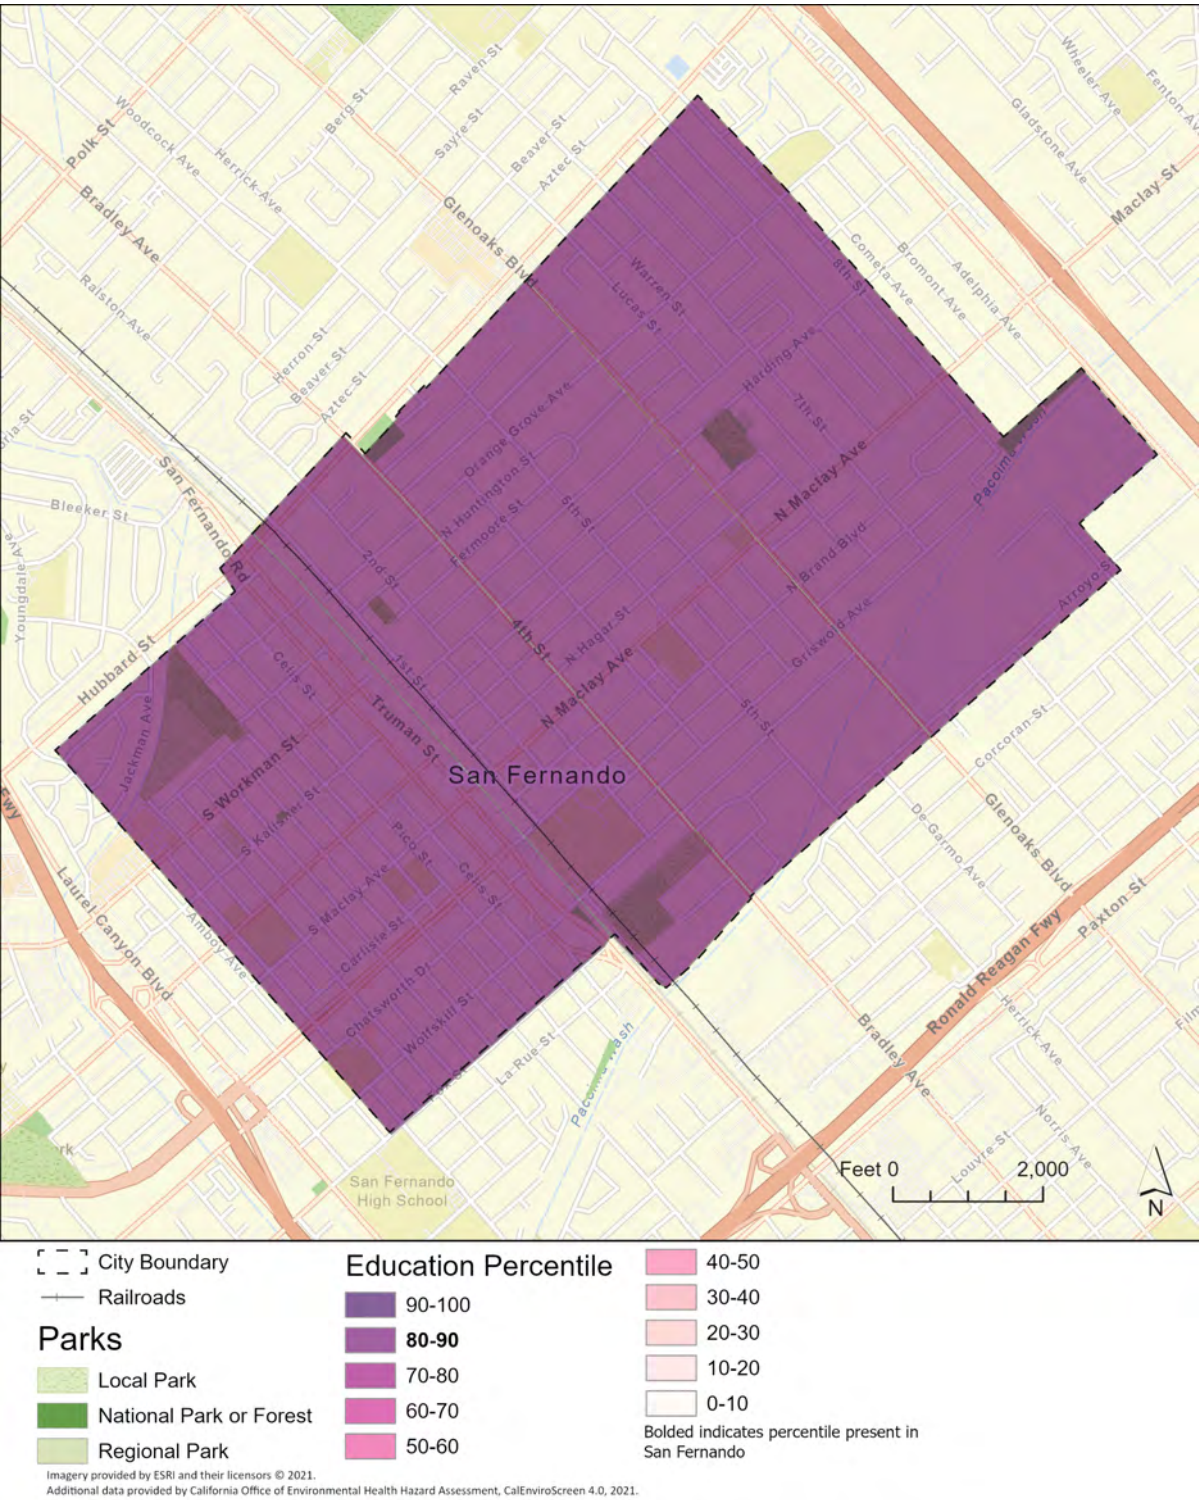 Raven St
Wheeler Ave
Fenton Av
Woodcock Ave
Berg St
Gladstone Ave
Polk St
Sayre St
Beaver St
Aztec St
Herrick Ave
Maclay St
Bradley Ave
Glenoaks Blvd
Cometa Ave
Bromont Ave
Adelphia Ave
8th St
Warren St
Lucas St
Ralston Ave
Herron St
Beaver St
Aztec St
Harding Ave
7th St
Orange Grove Ave
N Huntington St
Fermoore St
5th St
N Maclay Ave
San Fernando Rd
Bleeker St
Youngdale Ave
2nd St
N Brand Blvd
Griswold Ave
Arroyo S
Hubbard St
4th St
N Hagar St
N Maclay Ave
Celis St
1st St
Truman St
5th St
Jackman Ave
S Workman St
San Fernando
Corcoran St
Fwy
S Kalisher St
Pico St
Celis St
De Garmo Ave
Glenoaks Blvd
Laurel Canyon Blvd
Amboy Ave
S Maclay Ave
Carlisle St
Paxton St
Ronald Reagan Fwy
Chatsworth Dr
Wolfskill St
La Rue St
Pacoima Wash
Bradley Ave
Herrick Ave
Film
Norris Ave
Louvre St
rk
San Fernando
High School
Feet 0 2,000
N
City Boundary
Railroads
Parks
Local Park
National Park or Forest
Regional Park
Education Percentile
90-100
80-90
70-80
60-70
50-60
40-50
30-40
20-30
10-20
0-10
Bolded indicates percentile present in
San Fernando
Imagery provided by ESRI and their licensors © 2021.
Additional data provided by California Office of Environmental Health Hazard Assessment, CalEnviroScreen 4.0, 2021.